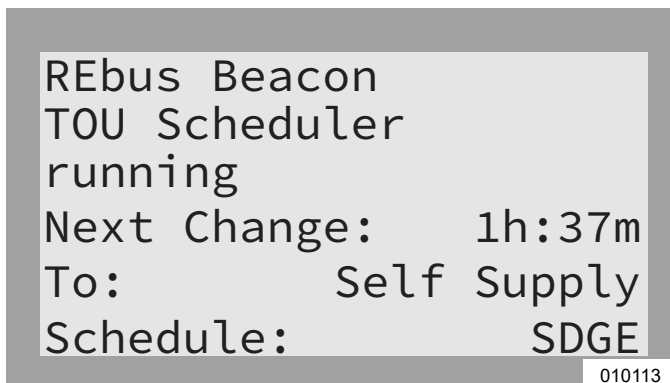 REbus Beacon
TOU Scheduler
running
Next Change: 1h:37m
To: Self Supply
Schedule: SDGE
010113